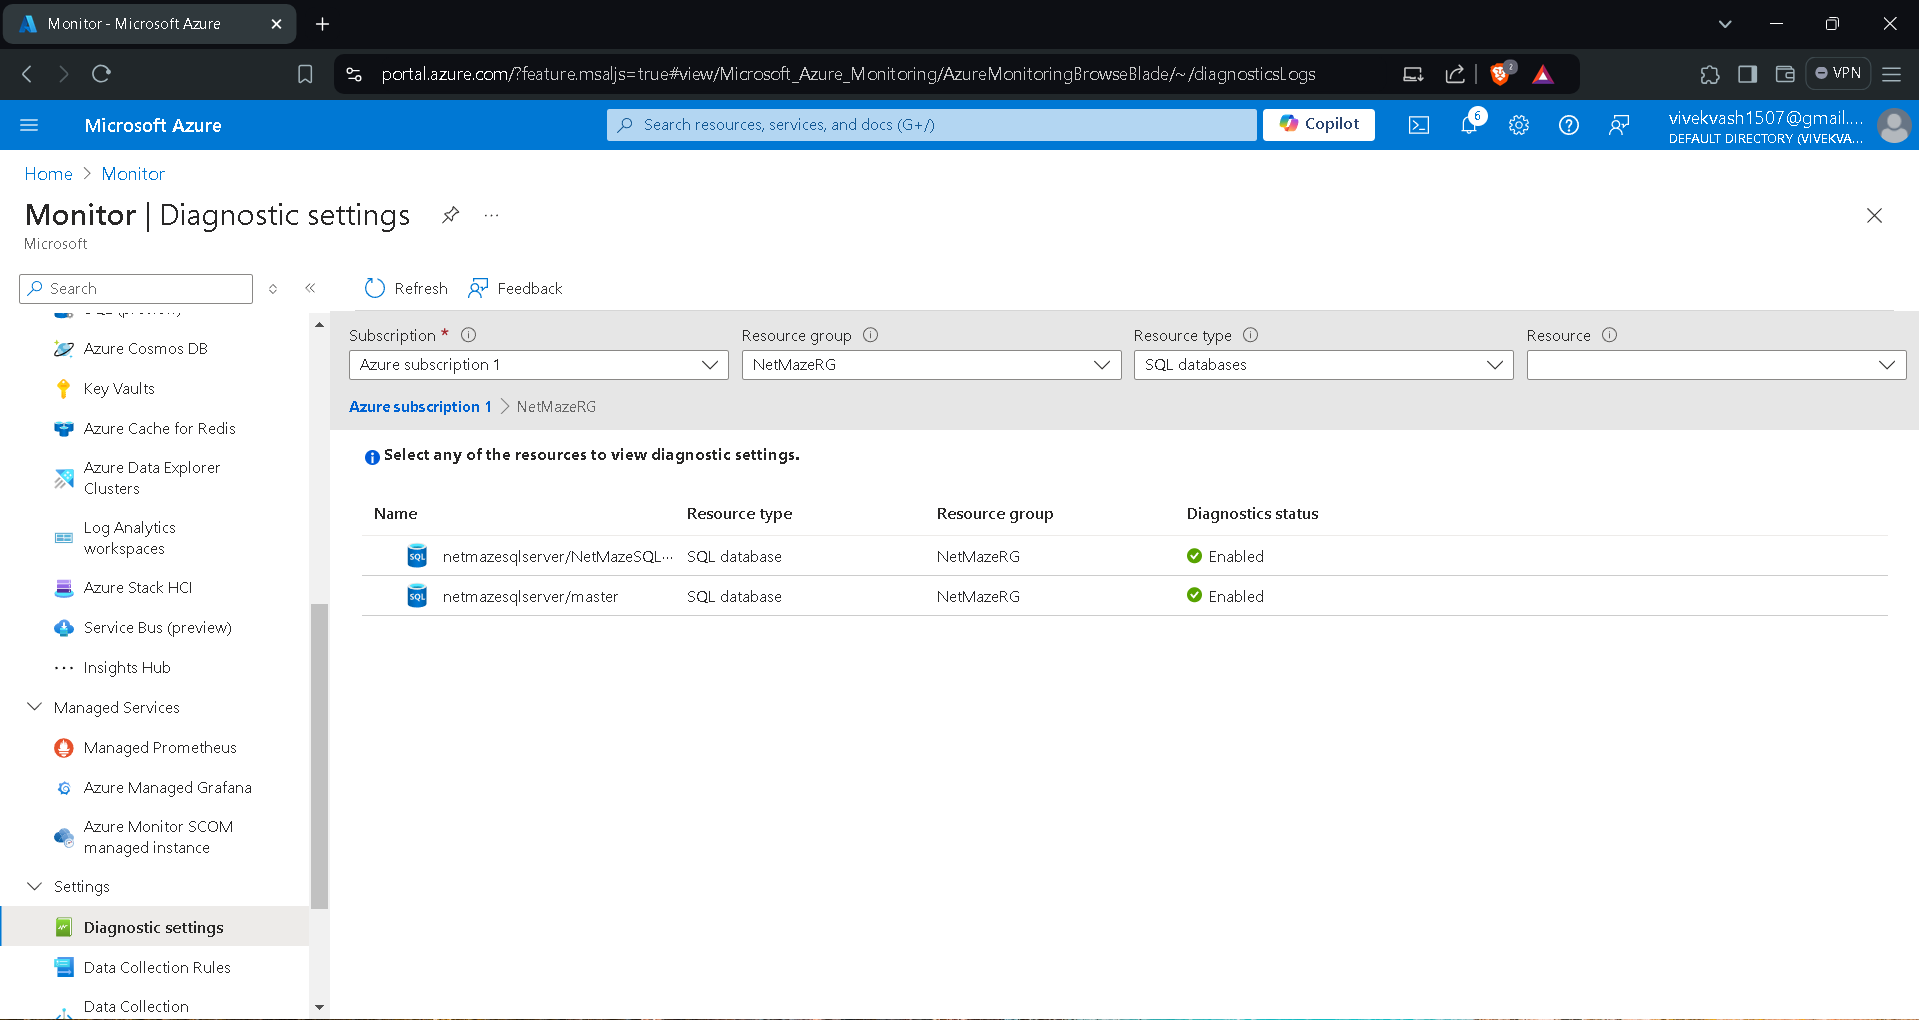 Monitor - Microsoft Azure
portal.azure.com/?feature.msaljs=true#view/Microsoft_Azure_Monitoring/AzureMonitoringBrowseBlade/~/diagnosticsLogs
2
VPN
Microsoft Azure
Search resources, services, and docs (G+/)
Copilot
6
vivekvash1507@gmail....
DEFAULT DIRECTORY (VIVEKVA...
Home > Monitor
Monitor | Diagnostic settings
...
Microsoft
Search
Refresh
Feedback
Azure Cosmos DB
Key Vaults
Azure Cache for Redis
Azure Data Explorer
Clusters
Log Analytics
workspaces
Azure Stack HCI
Service Bus (preview)
Insights Hub
Managed Services
Managed Prometheus
Azure Managed Grafana
Azure Monitor SCOM
managed instance
Settings
Diagnostic settings
Data Collection Rules
Data Collection
Subscription *
Resource group
Resource type
Resource
Azure subscription 1
NetMazeRG
SQL databases
Azure subscription 1 > NetMazeRG
Select any of the resources to view diagnostic settings.
Name Resource type Resource group Diagnostics status
SQL netmazesqlserver/NetMazeSQL... SQL database NetMazeRG Enabled
SQL netmazesqlserver/master SQL database NetMazeRG Enabled